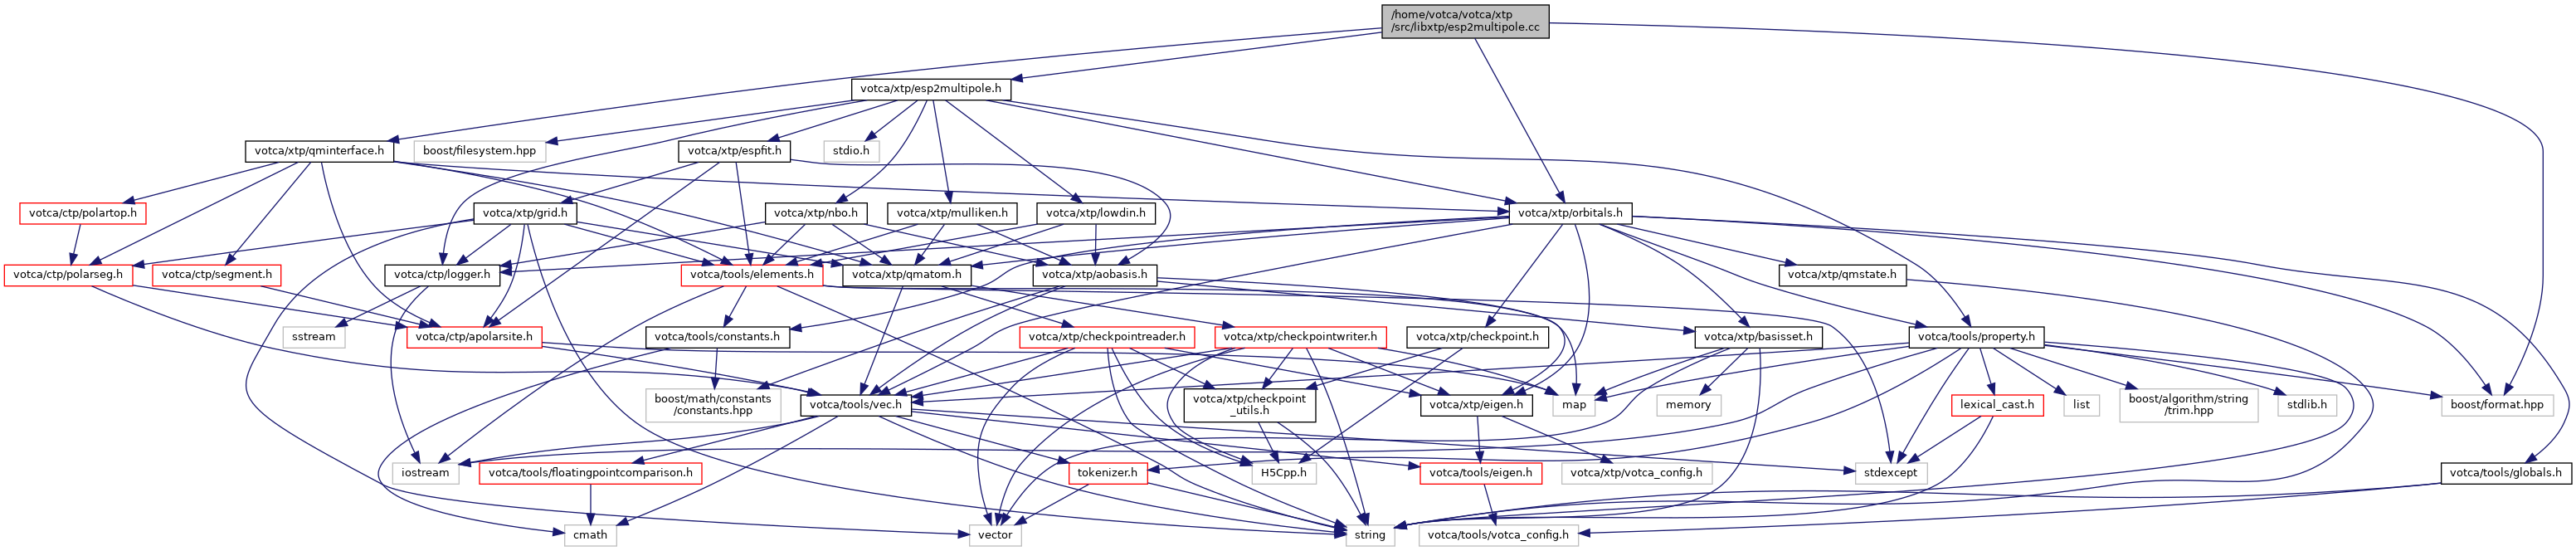 /home/votca/votca/xtp
/src/libxtp/esp2multipole.cc
votca/xtp/esp2multipole.h
votca/xtp/qminterface.h
boost/filesystem.hpp
votca/xtp/espfit.h
stdio.h
votca/ctp/polartop.h
votca/xtp/grid.h
votca/xtp/nbo.h
votca/xtp/mulliken.h
votca/xtp/lowdin.h
votca/xtp/orbitals.h
votca/ctp/polarseg.h
votca/ctp/segment.h
votca/ctp/logger.h
votca/tools/elements.h
votca/xtp/qmatom.h
votca/xtp/aobasis.h
votca/xtp/qmstate.h
sstream
votca/ctp/apolarsite.h
votca/tools/constants.h
votca/xtp/checkpointreader.h
votca/xtp/checkpointwriter.h
votca/xtp/checkpoint.h
votca/xtp/basisset.h
votca/tools/property.h
boost/math/constants
/constants.hpp
votca/tools/vec.h
votca/xtp/checkpoint
_utils.h
votca/xtp/eigen.h
map
memory
lexical_cast.h
list
boost/algorithm/string
/trim.hpp
stdlib.h
boost/format.hpp
iostream
votca/tools/floatingpointcomparison.h
tokenizer.h
H5Cpp.h
votca/tools/eigen.h
votca/xtp/votca_config.h
stdexcept
votca/tools/globals.h
cmath
vector
string
votca/tools/votca_config.h